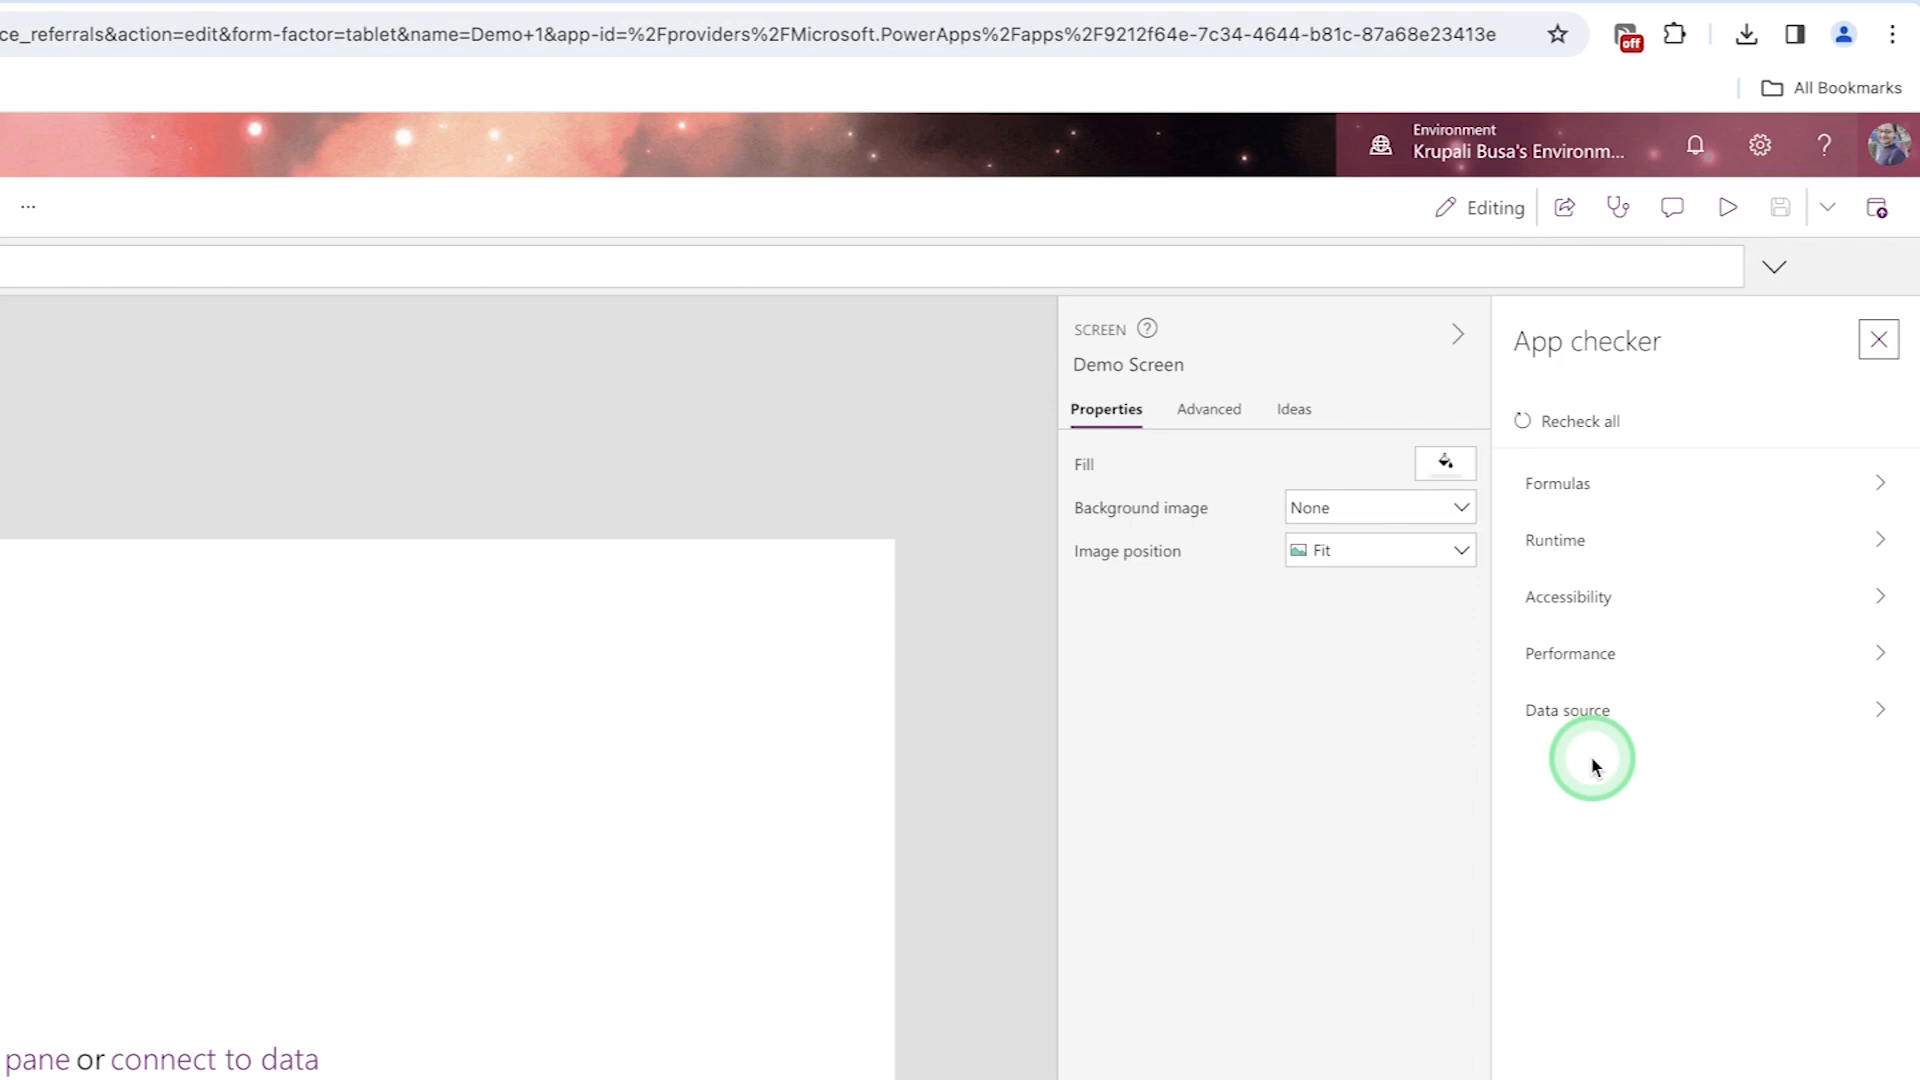 ce_referrals&action=edit&form-factor=tablet&name=Demo+1&app-id=%2Fproviders%2FMicrosoft.PowerApps%2Fapps%2F9212f64e-7c34-4644-b81c-87a68e23413e
off
All Bookmarks
Environment
Krupali Busa's Environm...
...
Editing
SCREEN
Demo Screen
Properties
Advanced
Ideas
Fill
Background image
None
Image position
Fit
App checker
Recheck all
Formulas
Runtime
Accessibility
Performance
Data source
pane or connect to data